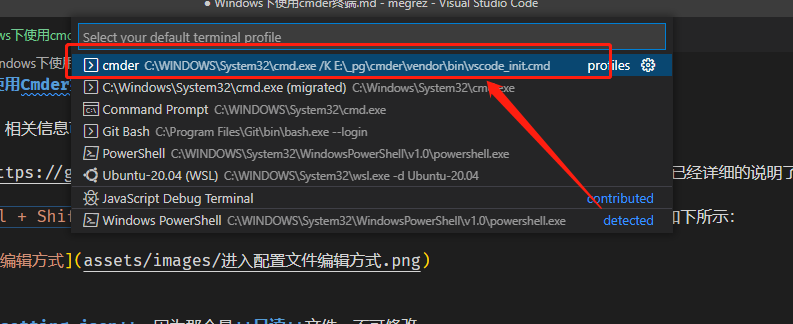 ● Windows下使用cmder终端.md - megrez - Visual Studio Code
Select your default terminal profile
ws下使用cm
cmder C:\WINDOWS\System32\cmd.exe /K E:\_pg\cmder\vendor\bin\vscode_init.cmd profiles
ows下使用
使用Cmder
C:\Windows\System32\cmd.exe (migrated) C:\Windows\System32\cmd.exe
Command Prompt C:\WINDOWS\System32\cmd.exe
相关信息
Git Bash C:\Program Files\Git\bin\bash.exe --login
PowerShell C:\WINDOWS\System32\WindowsPowerShell\v1.0\powershell.exe
ttps://g
Ubuntu-20.04 (WSL) C:\WINDOWS\System32\wsl.exe -d Ubuntu-20.04
已经详细的说明了
JavaScript Debug Terminal contributed
l + Shif
Windows PowerShell C:\WINDOWS\System32\WindowsPowerShell\v1.0\powershell.exe detected
如下所示：
编辑方式](assets/images/进入配置文件编辑方式.png)